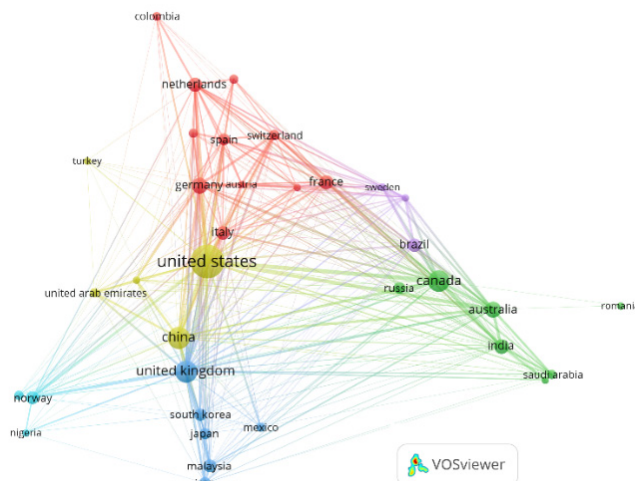 colombia
netherlands
spain
switzerland
turkey
germany
austria
france
sweden
italy
brazil
united states
canada
russia
united arab emirates
romani
australia
china
india
united kingdom
saudi arabia
norway
south korea
mexico
nigeria
japan
malaysia
VOSviewer